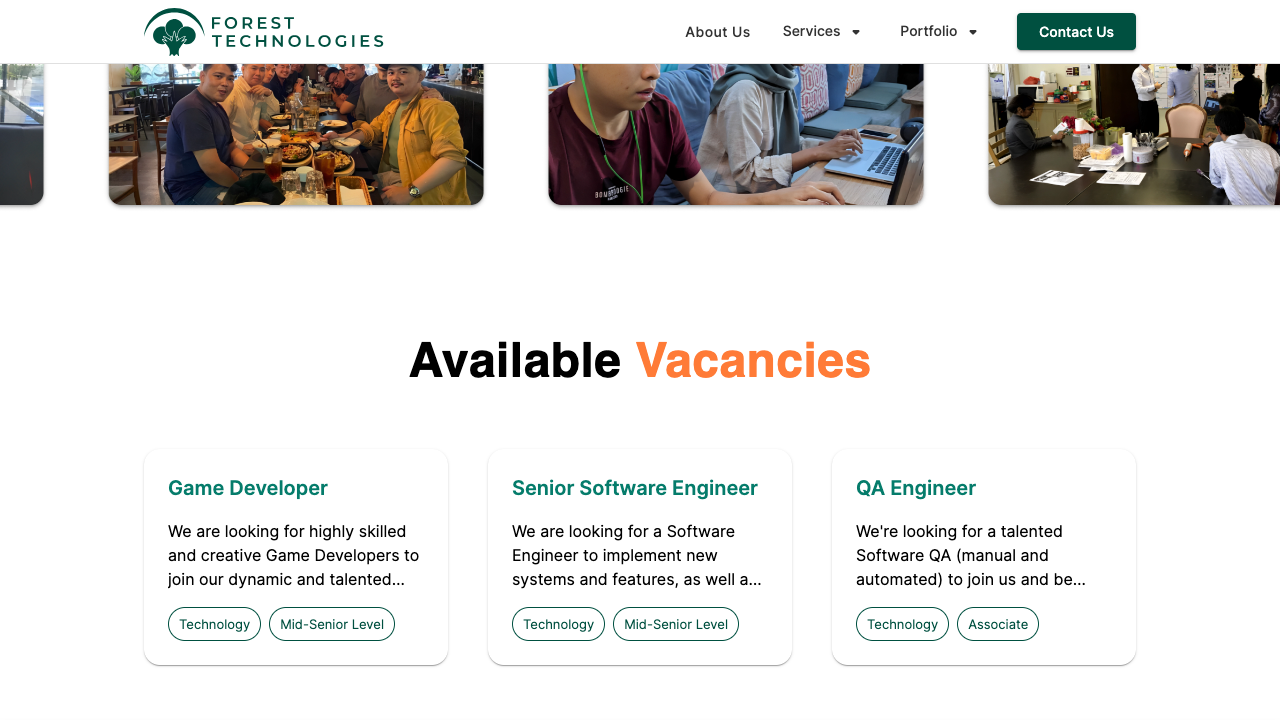 FOREST
TECHNOLOGIES
About Us
Services
Portfolio
Contact Us
Available Vacancies
Game Developer
We are looking for highly skilled
and creative Game Developers to
join our dynamic and talented...
Technology
Mid-Senior Level
Senior Software Engineer
We are looking for a Software
Engineer to implement new
systems and features, as well a...
Technology
Mid-Senior Level
QA Engineer
We're looking for a talented
Software QA (manual and
automated) to join us and be...
Technology
Associate